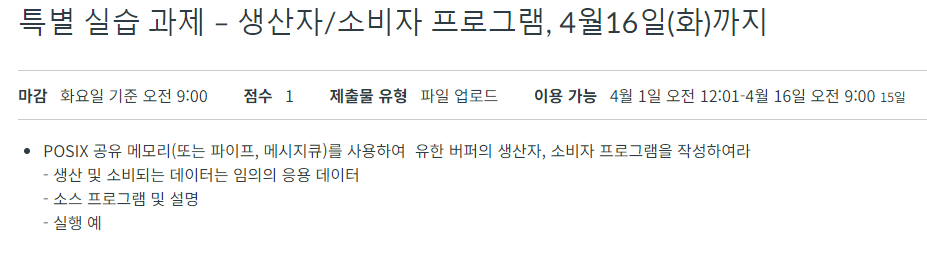 특별 실습 과제 – 생산자/소비자 프로그램, 4월16일(화)까지
마감 화요일 기준 오전 9:00 점수 1 제출물 유형 파일 업로드 이용 가능 4월 1일 오전 12:01-4월 16일 오전 9:00 15일
• POSIX 공유 메모리(또는 파이프, 메시지큐)를 사용하여 유한 버퍼의 생산자, 소비자 프로그램을 작성하여라
- 생산 및 소비되는 데이터는 임의의 응용 데이터
- 소스 프로그램 및 설명
- 실행 예